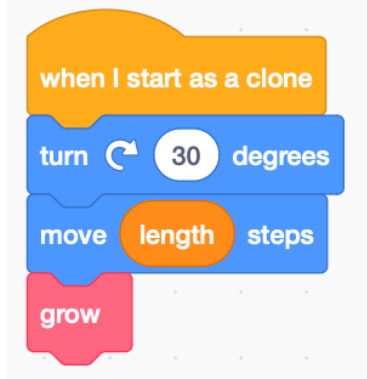 when I start as a clone
turn 30 degrees
move length steps
grow